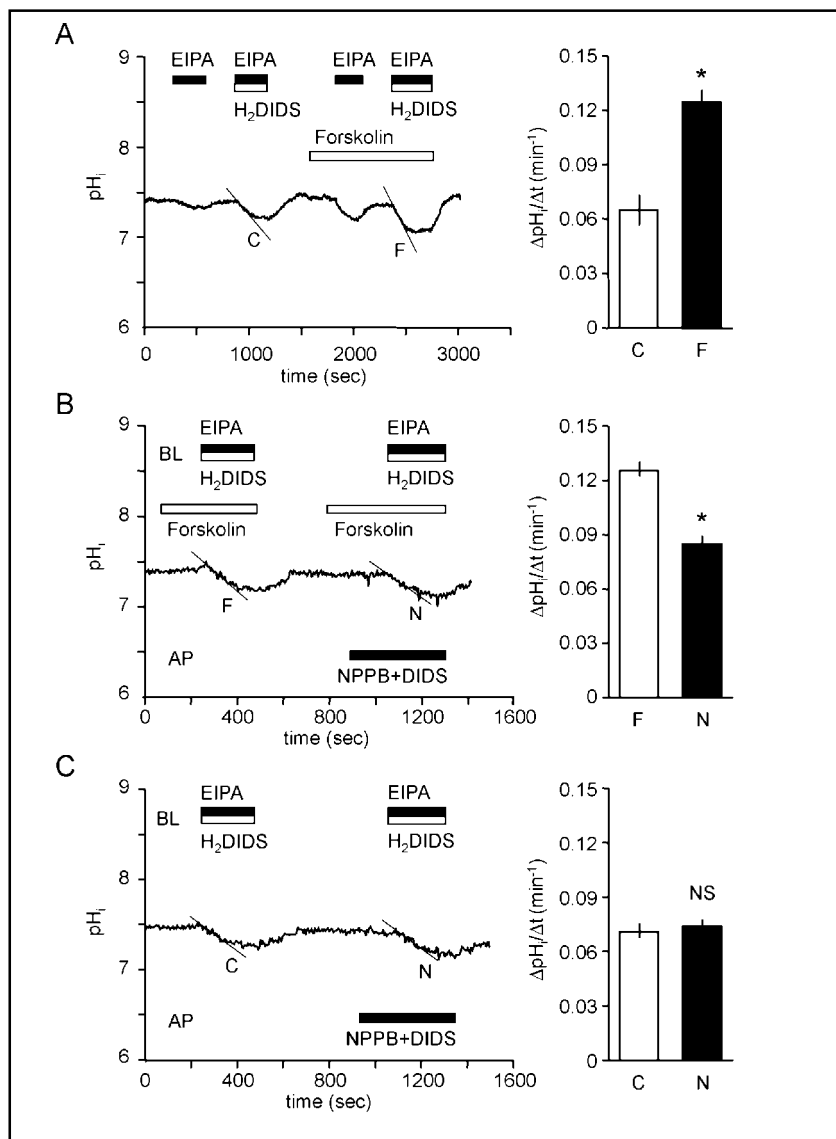 A
EIPA EIPA EIPA EIPA
H₂DIDS H₂DIDS
Forskolin
pHᵢ
9
8
7
6
C
F
0 1000 2000 3000
time (sec)
ΔpHᵢ/Δt (min⁻¹)
0.15
0.12
0.09
0.06
0.03
0
*
C F
B
BL
EIPA EIPA
H₂DIDS H₂DIDS
Forskolin Forskolin
pHᵢ
9
8
7
6
F
N
AP
NPPB+DIDS
0 400 800 1200 1600
time (sec)
ΔpHᵢ/Δt (min⁻¹)
0.15
0.12
0.09
0.06
0.03
0
*
F N
C
BL
EIPA EIPA
H₂DIDS H₂DIDS
pHᵢ
9
8
7
6
C
N
AP
NPPB+DIDS
0 400 800 1200 1600
time (sec)
ΔpHᵢ/Δt (min⁻¹)
0.15
0.12
0.09
0.06
0.03
0
NS
C N